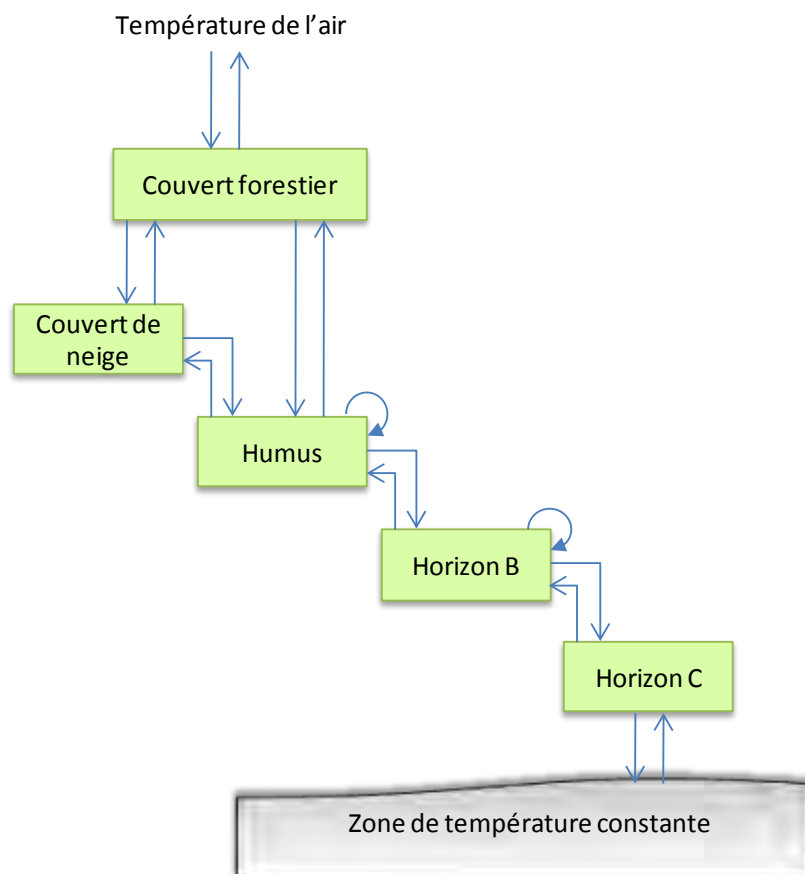 Température de l’air
Couvert forestier
Couvert de
neige
Humus
Horizon B
Horizon C
Zone de température constante